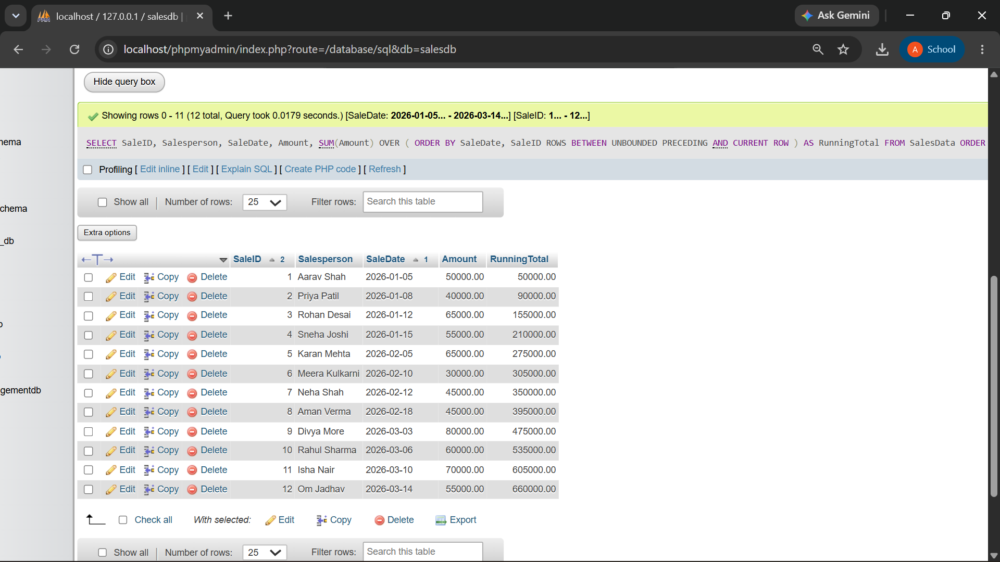 localhost / 127.0.0.1 / salesdb |
Ask Gemini
localhost/phpmyadmin/index.php?route=/database/sql&db=salesdb
A School
Hide query box
Showing rows 0 - 11 (12 total, Query took 0.0179 seconds.) [SaleDate: 2026-01-05... - 2026-03-14...] [SaleID: 1... - 12...]
hema
SELECT SaleID, Salesperson, SaleDate, Amount, SUM(Amount) OVER ( ORDER BY SaleDate, SaleID ROWS BETWEEN UNBOUNDED PRECEDING AND CURRENT ROW ) AS RunningTotal FROM SalesData ORDER
Profiling [ Edit inline ] [ Edit ] [ Explain SQL ] [ Create PHP code ] [ Refresh ]
Show all | Number of rows: 25 Filter rows: Search this table
chema
Extra options
_db
SaleID 2 Salesperson SaleDate 1 Amount RunningTotal
Edit Copy Delete 1 Aarav Shah 2026-01-05 50000.00 50000.00
Edit Copy Delete 2 Priya Patil 2026-01-08 40000.00 90000.00
Edit Copy Delete 3 Rohan Desai 2026-01-12 65000.00 155000.00
Edit Copy Delete 4 Sneha Joshi 2026-01-15 55000.00 210000.00
Edit Copy Delete 5 Karan Mehta 2026-02-05 65000.00 275000.00
Edit Copy Delete 6 Meera Kulkarni 2026-02-10 30000.00 305000.00
Edit Copy Delete 7 Neha Shah 2026-02-12 45000.00 350000.00
gementdb
Edit Copy Delete 8 Aman Verma 2026-02-18 45000.00 395000.00
Edit Copy Delete 9 Divya More 2026-03-03 80000.00 475000.00
Edit Copy Delete 10 Rahul Sharma 2026-03-06 60000.00 535000.00
Edit Copy Delete 11 Isha Nair 2026-03-10 70000.00 605000.00
Edit Copy Delete 12 Om Jadhav 2026-03-14 55000.00 660000.00
Check all With selected: Edit Copy Delete Export
Show all | Number of rows: 25 Filter rows: Search this table